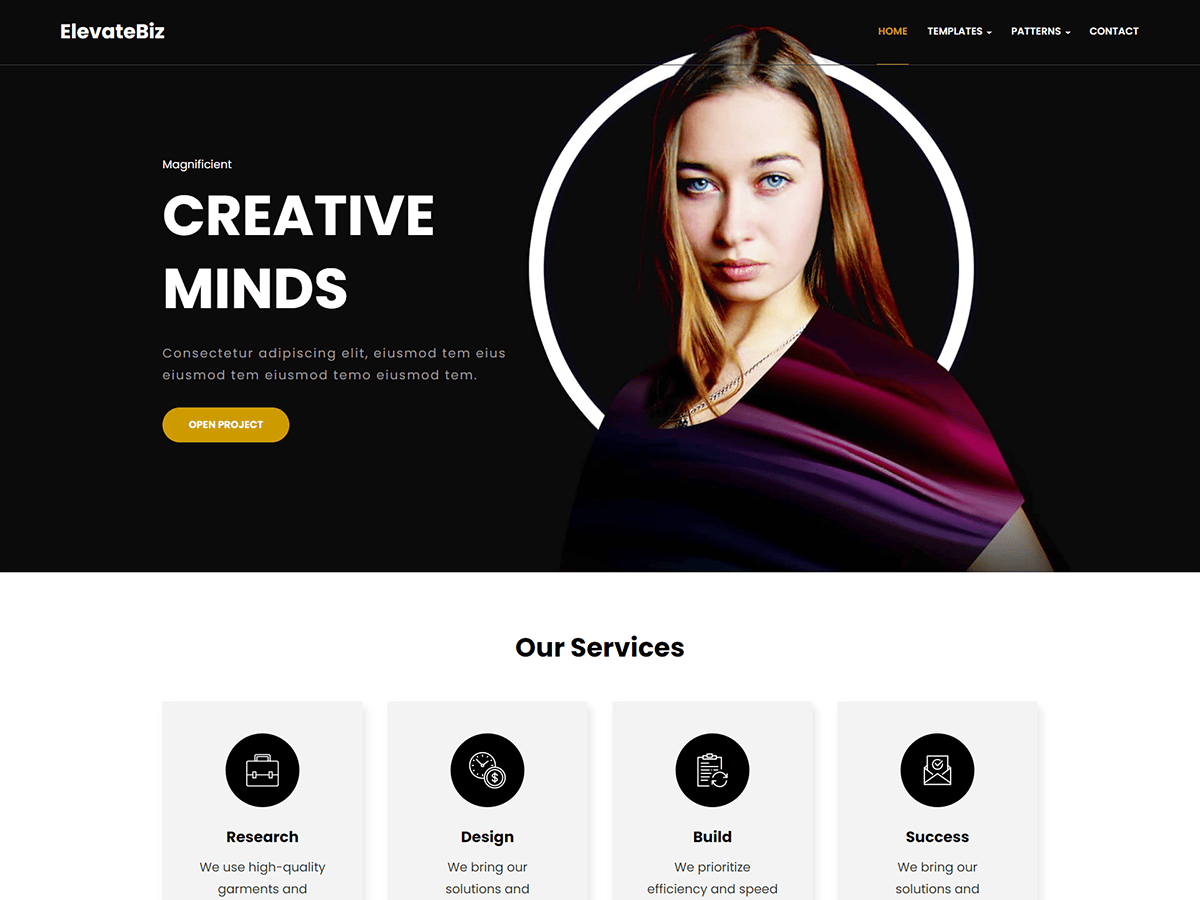 ElevateBiz
HOME TEMPLATES PATTERNS CONTACT
Magnificient
CREATIVE
MINDS
Consectetur adipiscing elit, eiusmod tem eius
eiusmod tem eiusmod temo eiusmod tem.
OPEN PROJECT
Our Services
$
Research
We use high-quality
garments and
Design
We bring our
solutions and
Build
We prioritize
efficiency and speed
Success
We bring our
solutions and